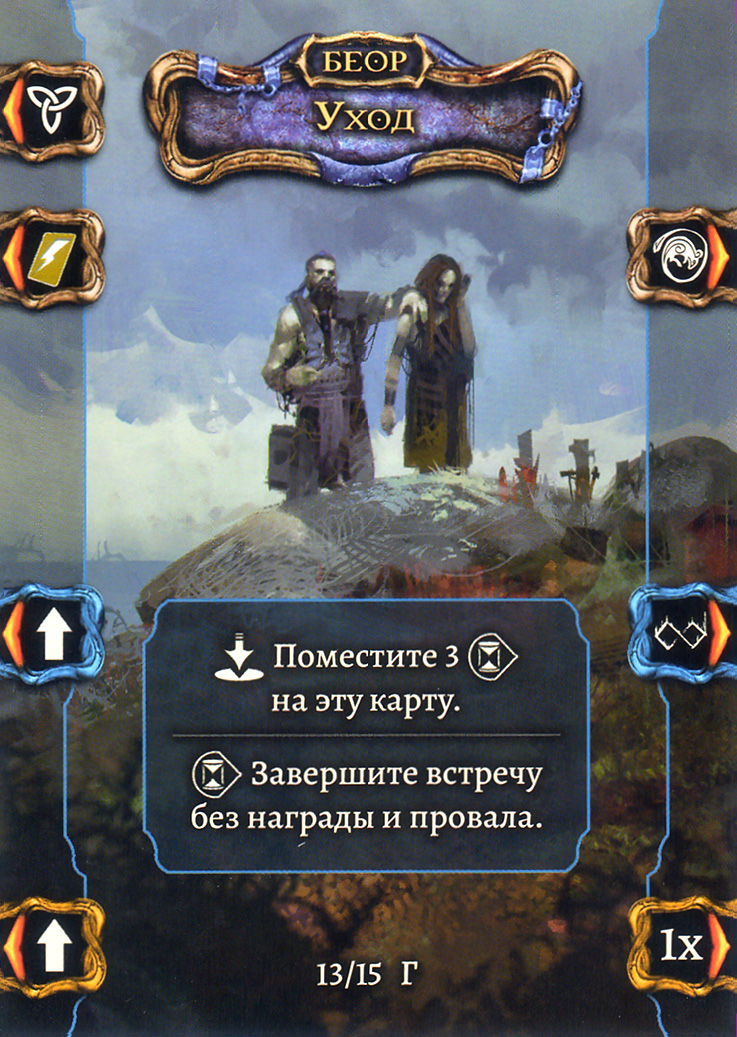 БЕОР
Уход
Поместите 3
на эту карту.
Завершите встречу
без награды и провала.
1x
13/15 Г